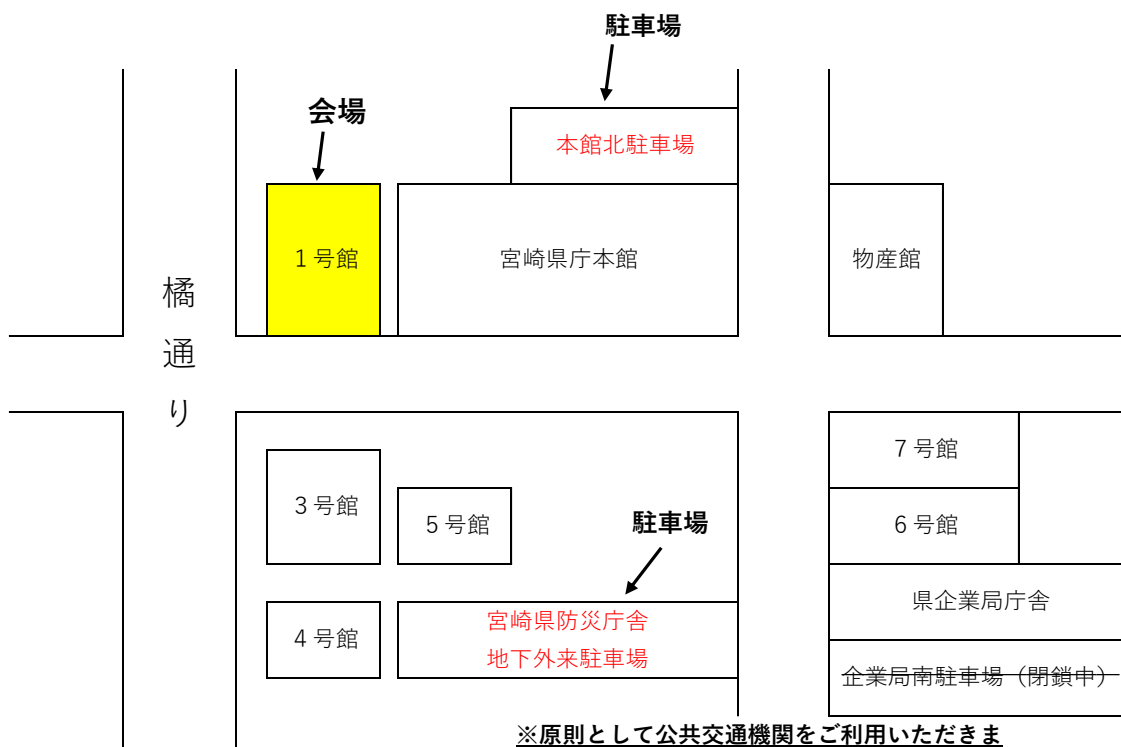 駐車場
会場
本館北駐車場
1号館
宮崎県庁本館
物産館
橘通り
7号館
3号館
5号館
6号館
駐車場
県企業局庁舎
4号館
宮崎県防災庁舎
地下外来駐車場
企業局南駐車場（閉鎖中）
※原則として公共交通機関をご利用いただきま